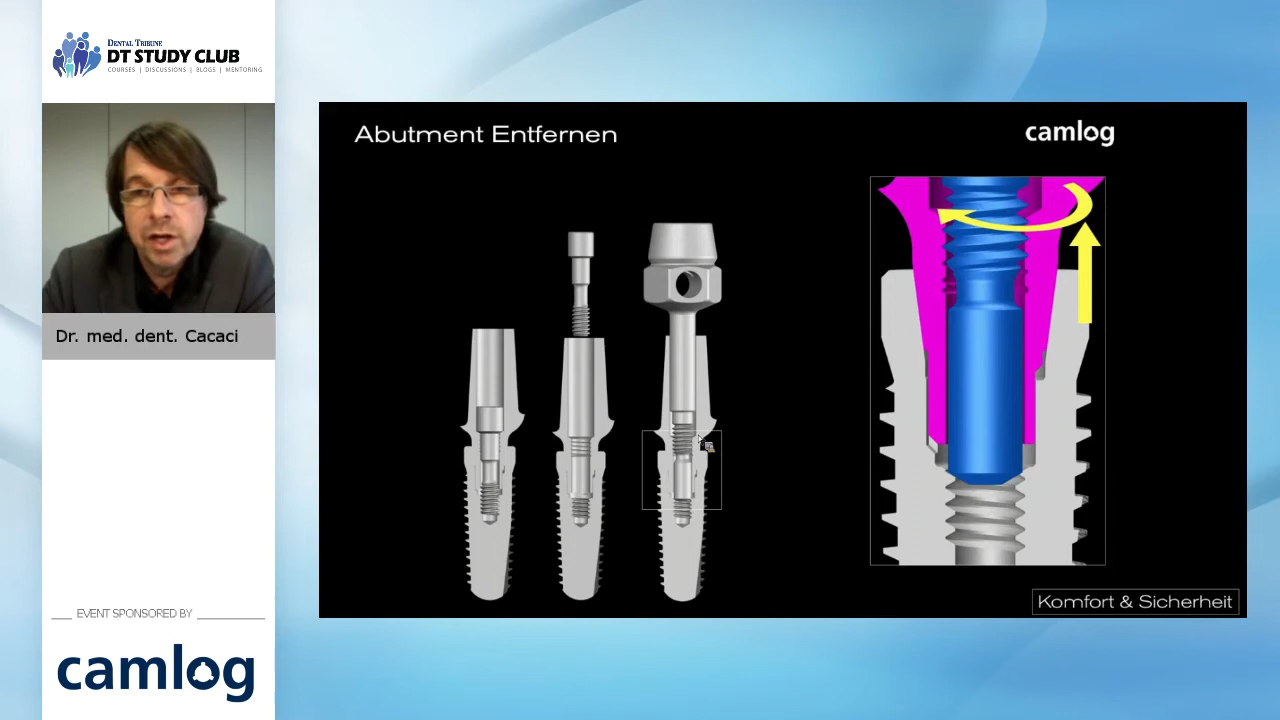 DENTAL TRIBUNE
DT STUDY CLUB
COURSES | DISCUSSIONS | BLOGS | MENTORING
Dr. med. dent. Cacaci
EVENT SPONSORED BY
camlog
Abutment Entfernen
camlog
Komfort & Sicherheit